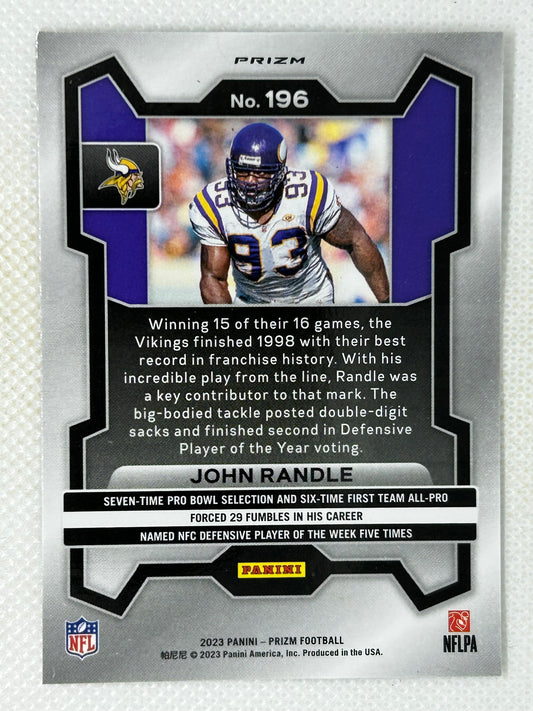 PRIZM
No. 196
93
93
Winning 15 of their 16 games, the
Vikings finished 1998 with their best
record in franchise history. With his
incredible play from the line, Randle was
a key contributor to that mark. The
big-bodied tackle posted double-digit
sacks and finished second in Defensive
Player of the Year voting.
JOHN RANDLE
SEVEN-TIME PRO BOWL SELECTION AND SIX-TIME FIRST TEAM ALL-PRO
FORCED 29 FUMBLES IN HIS CAREER
NAMED NFC DEFENSIVE PLAYER OF THE WEEK FIVE TIMES
PANINI
NFL
2023 PANINI – PRIZM FOOTBALL
帕尼尼 © 2023 Panini America, Inc. Produced in the USA.
NFLPA